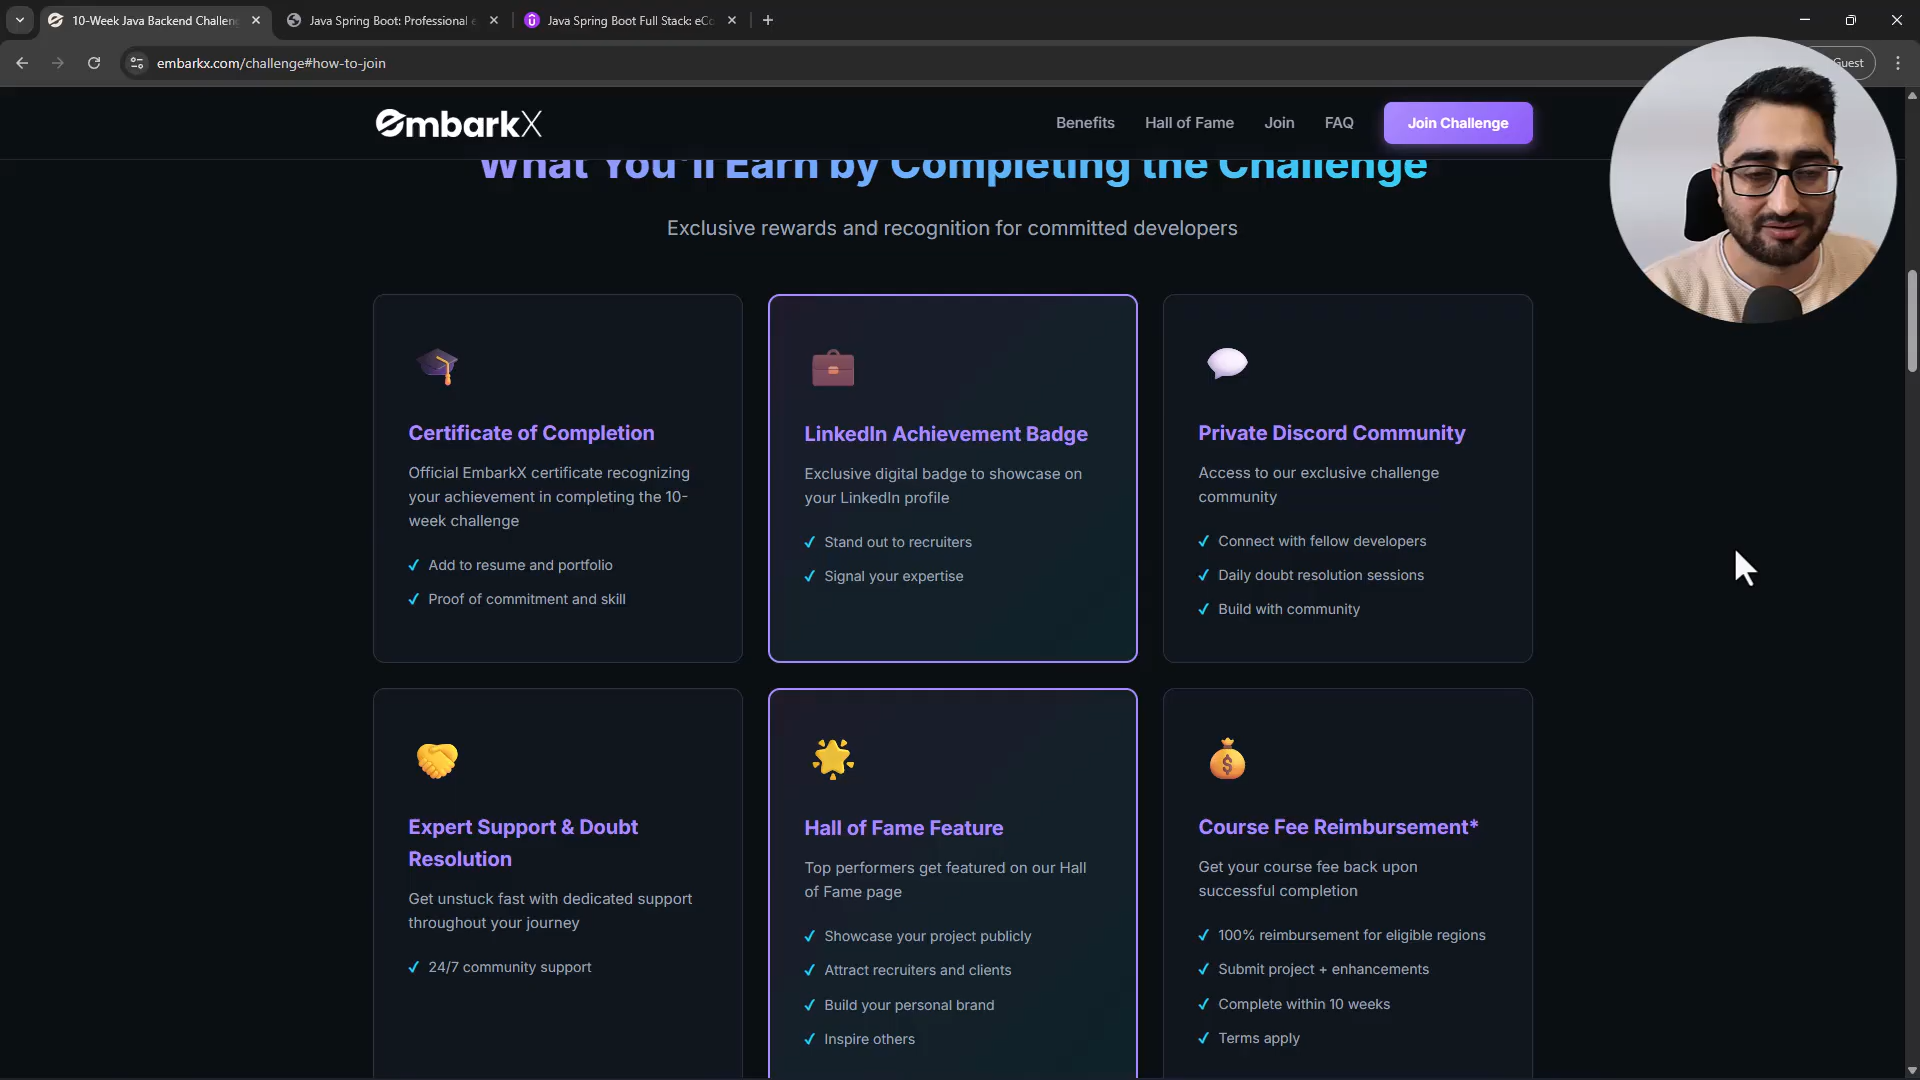 10-Week Java Backend Challeng
Java Spring Boot: Professional e
Java Spring Boot Full Stack: eCo
embarkx.com/challenge#how-to-join
Guest
EmbarkX
Benefits
Hall of Fame
Join
FAQ
Join Challenge
What You'll Earn by Completing the Challenge
Exclusive rewards and recognition for committed developers
Certificate of Completion
Official EmbarkX certificate recognizing
your achievement in completing the 10-
week challenge
✓ Add to resume and portfolio
✓ Proof of commitment and skill
LinkedIn Achievement Badge
Exclusive digital badge to showcase on
your LinkedIn profile
✓ Stand out to recruiters
✓ Signal your expertise
Private Discord Community
Access to our exclusive challenge
community
✓ Connect with fellow developers
✓ Daily doubt resolution sessions
✓ Build with community
Expert Support & Doubt
Resolution
Get unstuck fast with dedicated support
throughout your journey
✓ 24/7 community support
Hall of Fame Feature
Top performers get featured on our Hall
of Fame page
✓ Showcase your project publicly
✓ Attract recruiters and clients
✓ Build your personal brand
✓ Inspire others
Course Fee Reimbursement*
Get your course fee back upon
successful completion
✓ 100% reimbursement for eligible regions
✓ Submit project + enhancements
✓ Complete within 10 weeks
✓ Terms apply